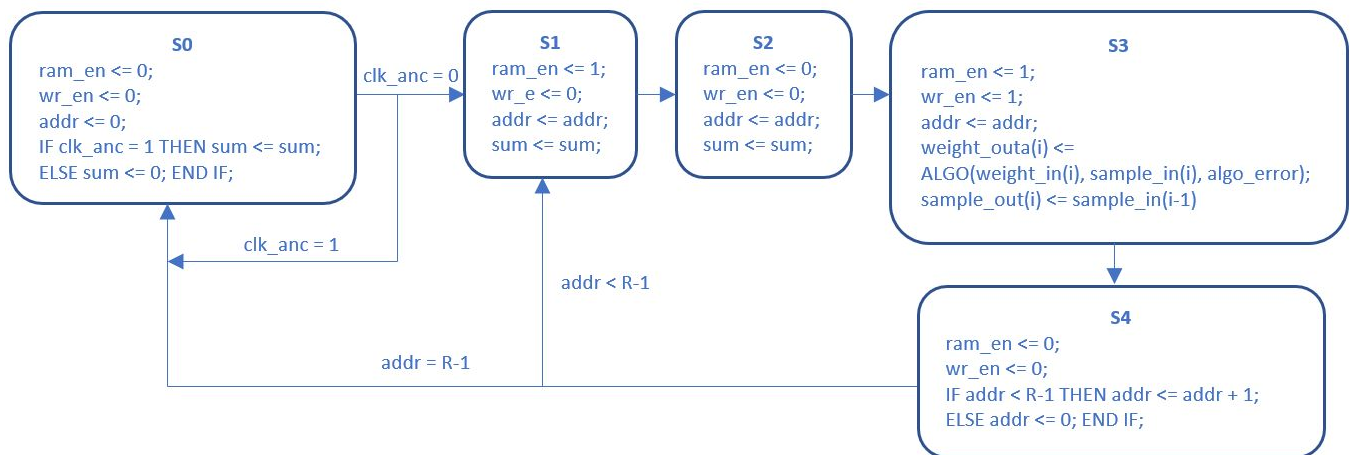 S0
ram_en <= 0;
wr_en <= 0;
addr <= 0;
IF clk_anc = 1 THEN sum <= sum;
ELSE sum <= 0; END IF;
clk_anc = 0
S1
ram_en <= 1;
wr_e <= 0;
addr <= addr;
sum <= sum;
S2
ram_en <= 0;
wr_en <= 0;
addr <= addr;
sum <= sum;
S3
ram_en <= 1;
wr_en <= 1;
addr <= addr;
weight_outa(i) <=
ALGO(weight_in(i), sample_in(i), algo_error);
sample_out(i) <= sample_in(i-1)
clk_anc = 1
addr < R-1
addr = R-1
S4
ram_en <= 0;
wr_en <= 0;
IF addr < R-1 THEN addr <= addr + 1;
ELSE addr <= 0; END IF;